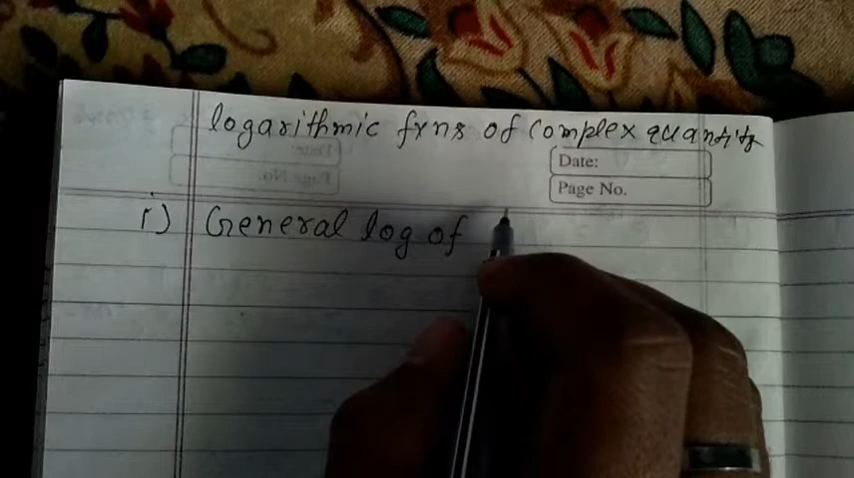 logarithmic fxns of complex quantity
Date:
Page No.
i) General log of